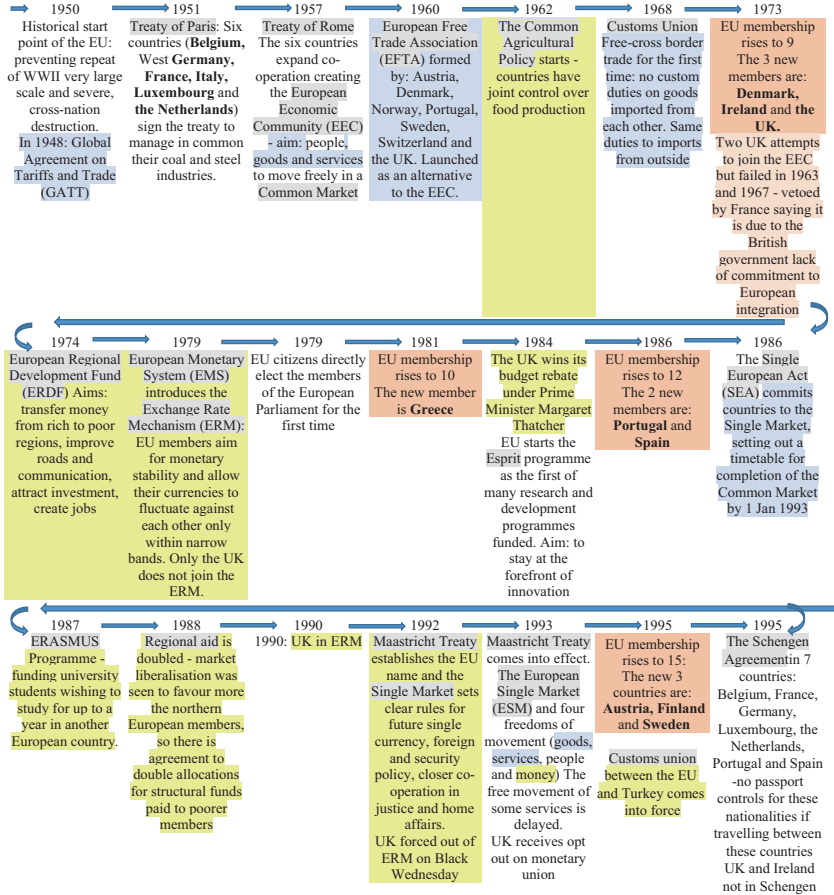 1950
Historical start
point of the EU:
preventing repeat
of WWII very large
scale and severe,
cross-nation
destruction.
In 1948: Global
Agreement on
Tariffs and Trade
(GATT)
1951
Treaty of Paris: Six
countries (Belgium,
West Germany,
France, Italy,
Luxembourg and
the Netherlands)
sign the treaty to
manage in common
their coal and steel
industries.
1957
Treaty of Rome
The six countries
expand co-
operation creating
the European
Economic
Community (EEC)
- aim: people,
goods and services
to move freely in a
Common Market
1960
European Free
Trade Association
(EFTA) formed
by: Austria,
Denmark,
Norway, Portugal,
Sweden,
Switzerland and
the UK. Launched
as an alternative
to the EEC.
1962
The Common
Agricultural
Policy starts -
countries have
joint control over
food production
1968
Customs Union
Free-cross border
trade for the first
time: no custom
duties on goods
imported from
each other. Same
duties to imports
from outside
1973
EU membership
rises to 9
The 3 new
members are:
Denmark,
Ireland and the
UK.
Two UK attempts
to join the EEC
but failed in 1963
and 1967 - vetoed
by France saying it
is due to the
British
government lack
of commitment to
European
integration
1974
European Regional
Development Fund
(ERDF) Aims:
transfer money
from rich to poor
regions, improve
roads and
communication,
attract investment,
create jobs
1979
European Monetary
System (EMS)
introduces the
Exchange Rate
Mechanism (ERM):
EU members aim
for monetary
stability and allow
their currencies to
fluctuate against
each other only
within narrow
bands. Only the UK
does not join the
ERM.
1979
EU citizens directly
elect the members
of the European
Parliament for the
first time
1981
EU membership
rises to 10
The new member
is Greece
1984
The UK wins its
budget rebate
under Prime
Minister Margaret
Thatcher
EU starts the
Esprit programme
as the first of
many research and
development
programmes
funded. Aim: to
stay at the
forefront of
innovation
1986
EU membership
rises to 12
The 2 new
members are:
Portugal and
Spain
1986
The Single
European Act
(SEA) commits
countries to the
Single Market,
setting out a
timetable for
completion of the
Common Market
by 1 Jan 1993
1987
ERASMUS
Programme -
funding university
students wishing to
study for up to a
year in another
European country.
1988
Regional aid is
doubled - market
liberalisation was
seen to favour more
the northern
European members,
so there is
agreement to
double allocations
for structural funds
paid to poorer
members
1990
1990: UK in ERM
1992
Maastricht Treaty
establishes the EU
name and the
Single Market sets
clear rules for
future single
currency, foreign
and security
policy, closer co-
operation in
justice and home
affairs.
UK forced out of
ERM on Black
Wednesday
1993
Maastricht Treaty
comes into effect.
The European
Single Market
(ESM) and four
freedoms of
movement (goods,
services, people
and money) The
free movement of
some services is
delayed.
UK receives opt
out on monetary
union
1995
EU membership
rises to 15:
The new 3
countries are:
Austria, Finland
and Sweden
Customs union
between the EU
and Turkey comes
into force
1995
The Schengen
Agreementin 7
countries:
Belgium, France,
Germany,
Luxembourg, the
Netherlands,
Portugal and Spain
-no passport
controls for these
nationalities if
travelling between
these countries
UK and Ireland
not in Schengen